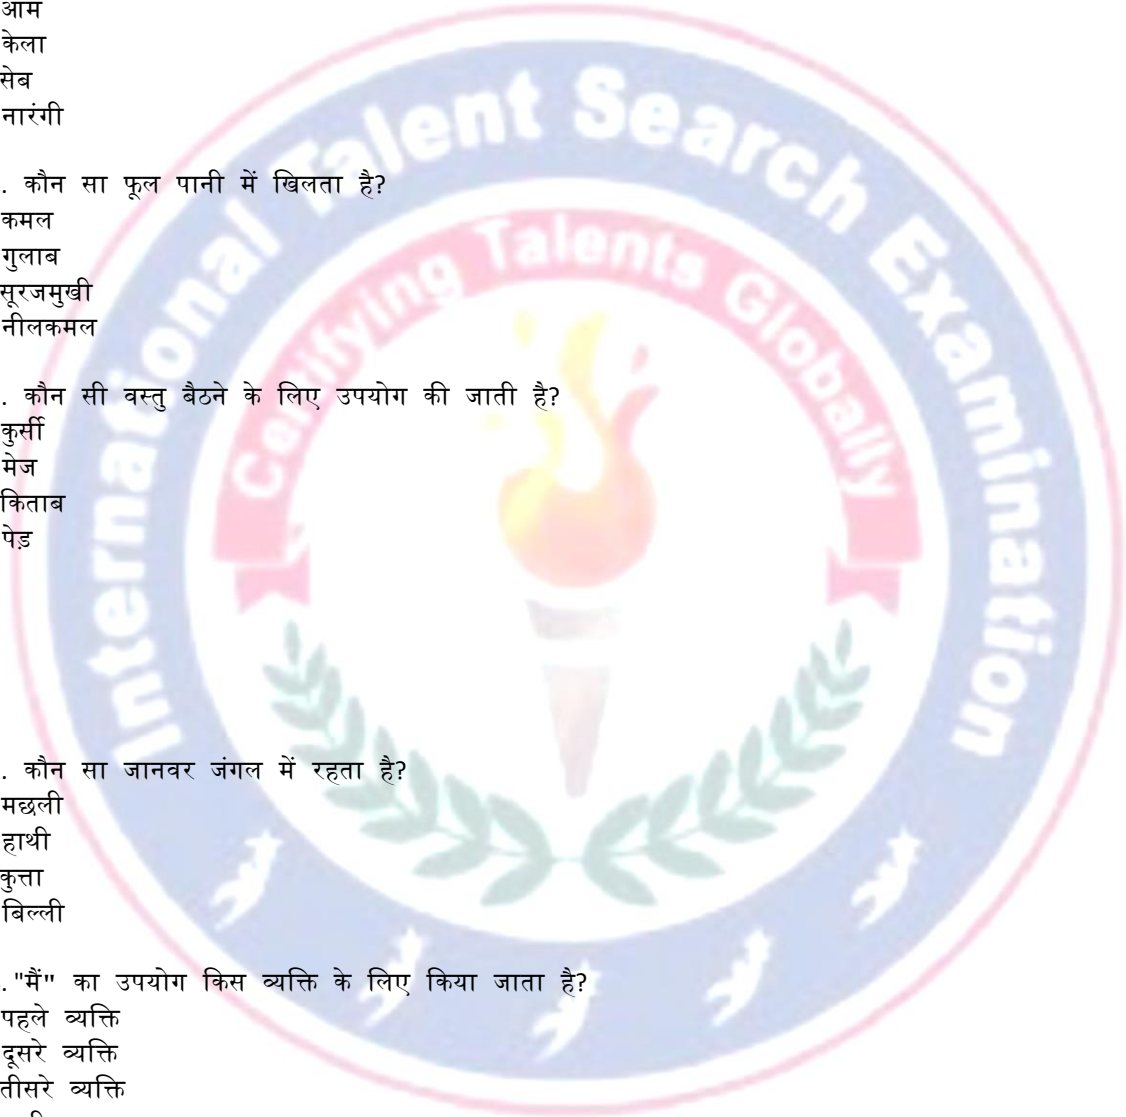 आम
केला
सेब
नारंगी
. कौन सा फूल पानी में खिलता है?
कमल
गुलाब
सूरजमुखी
नीलकमल
. कौन सी वस्तु बैठने के लिए उपयोग की जाती है?
कुर्सी
मेज
किताब
पेड़
. कौन सा जानवर जंगल में रहता है?
मछली
हाथी
कुत्ता
बिल्ली
."मैं" का उपयोग किस व्यक्ति के लिए किया जाता है?
पहले व्यक्ति
दूसरे व्यक्ति
तीसरे व्यक्ति
International Talent Search Examination
Certifying Talents Globally